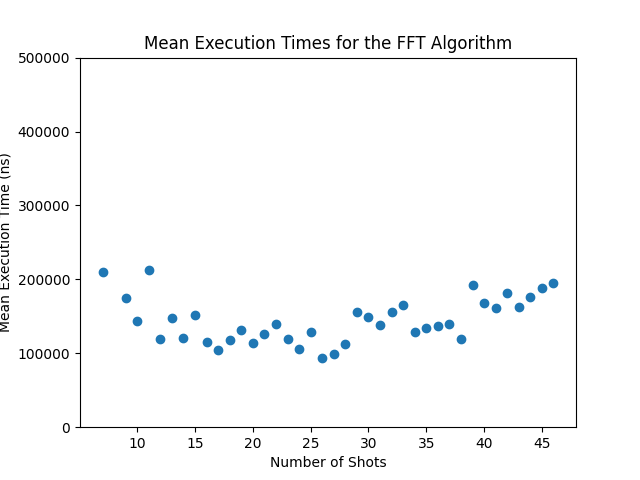 Mean Execution Times for the FFT Algorithm
500000
400000
300000
200000
100000
0
Mean Execution Time (ns)
10 15 20 25 30 35 40 45
Number of Shots